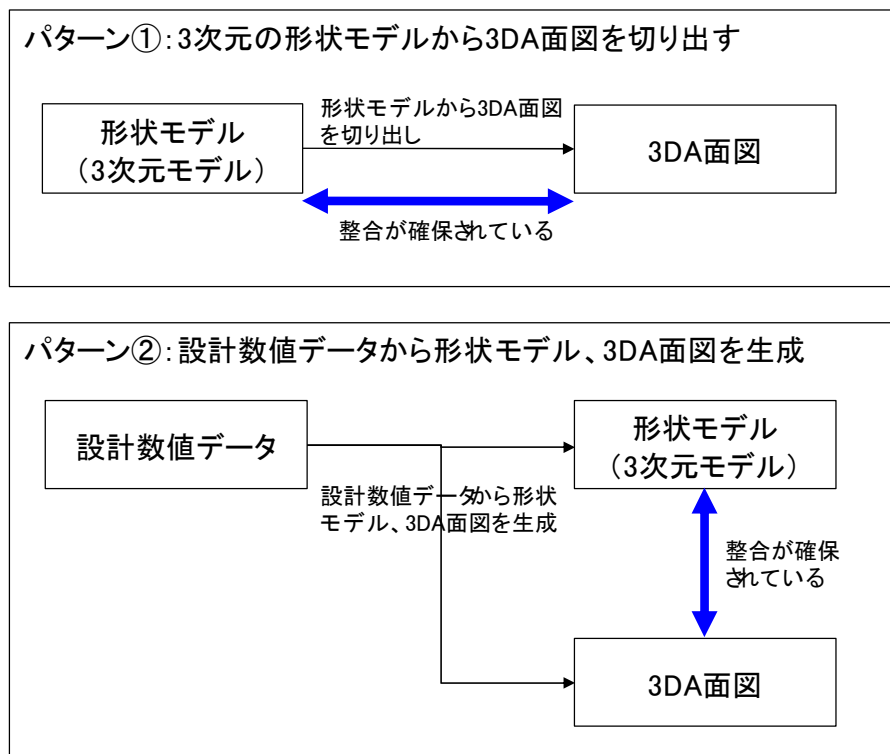 パターン①：3次元の形状モデルから3DA面図を切り出す
形状モデルから3DA面図
を切り出し
形状モデル
（3次元モデル）
3DA面図
整合が確保されている
パターン②：設計数値データから形状モデル、3DA面図を生成
設計数値データ
形状モデル
（3次元モデル）
設計数値データから形状
モデル、3DA面図を生成
整合が確保
されている
3DA面図